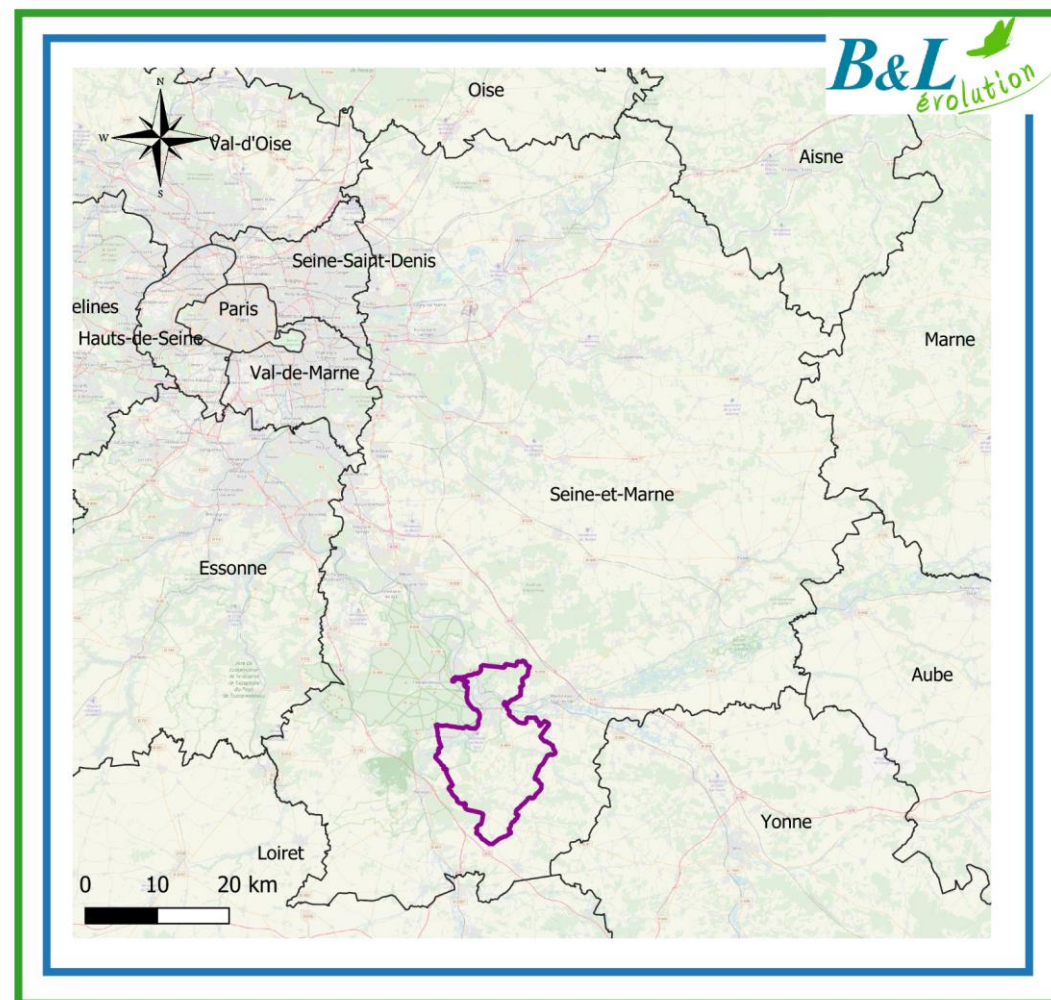 B&L
évolution
N
W
S
Oise
Val-d'Oise
Aisne
Seine-Saint-Denis
elines
Paris
Hauts-de-Seine
Marne
Val-de-Marne
Seine-et-Marne
Essonne
Aube
Yonne
Loiret
0 10 20 km